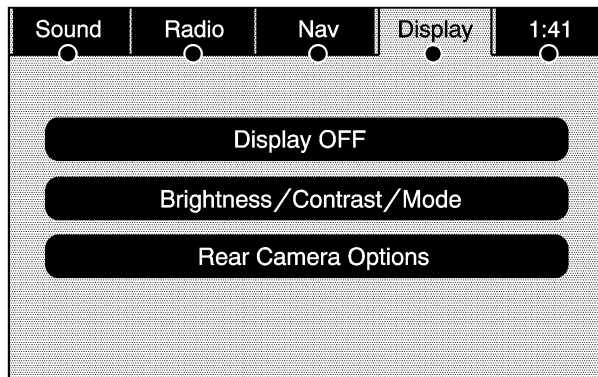 Sound Radio Nav Display 1:41
Display OFF
Brightness/Contrast/Mode
Rear Camera Options